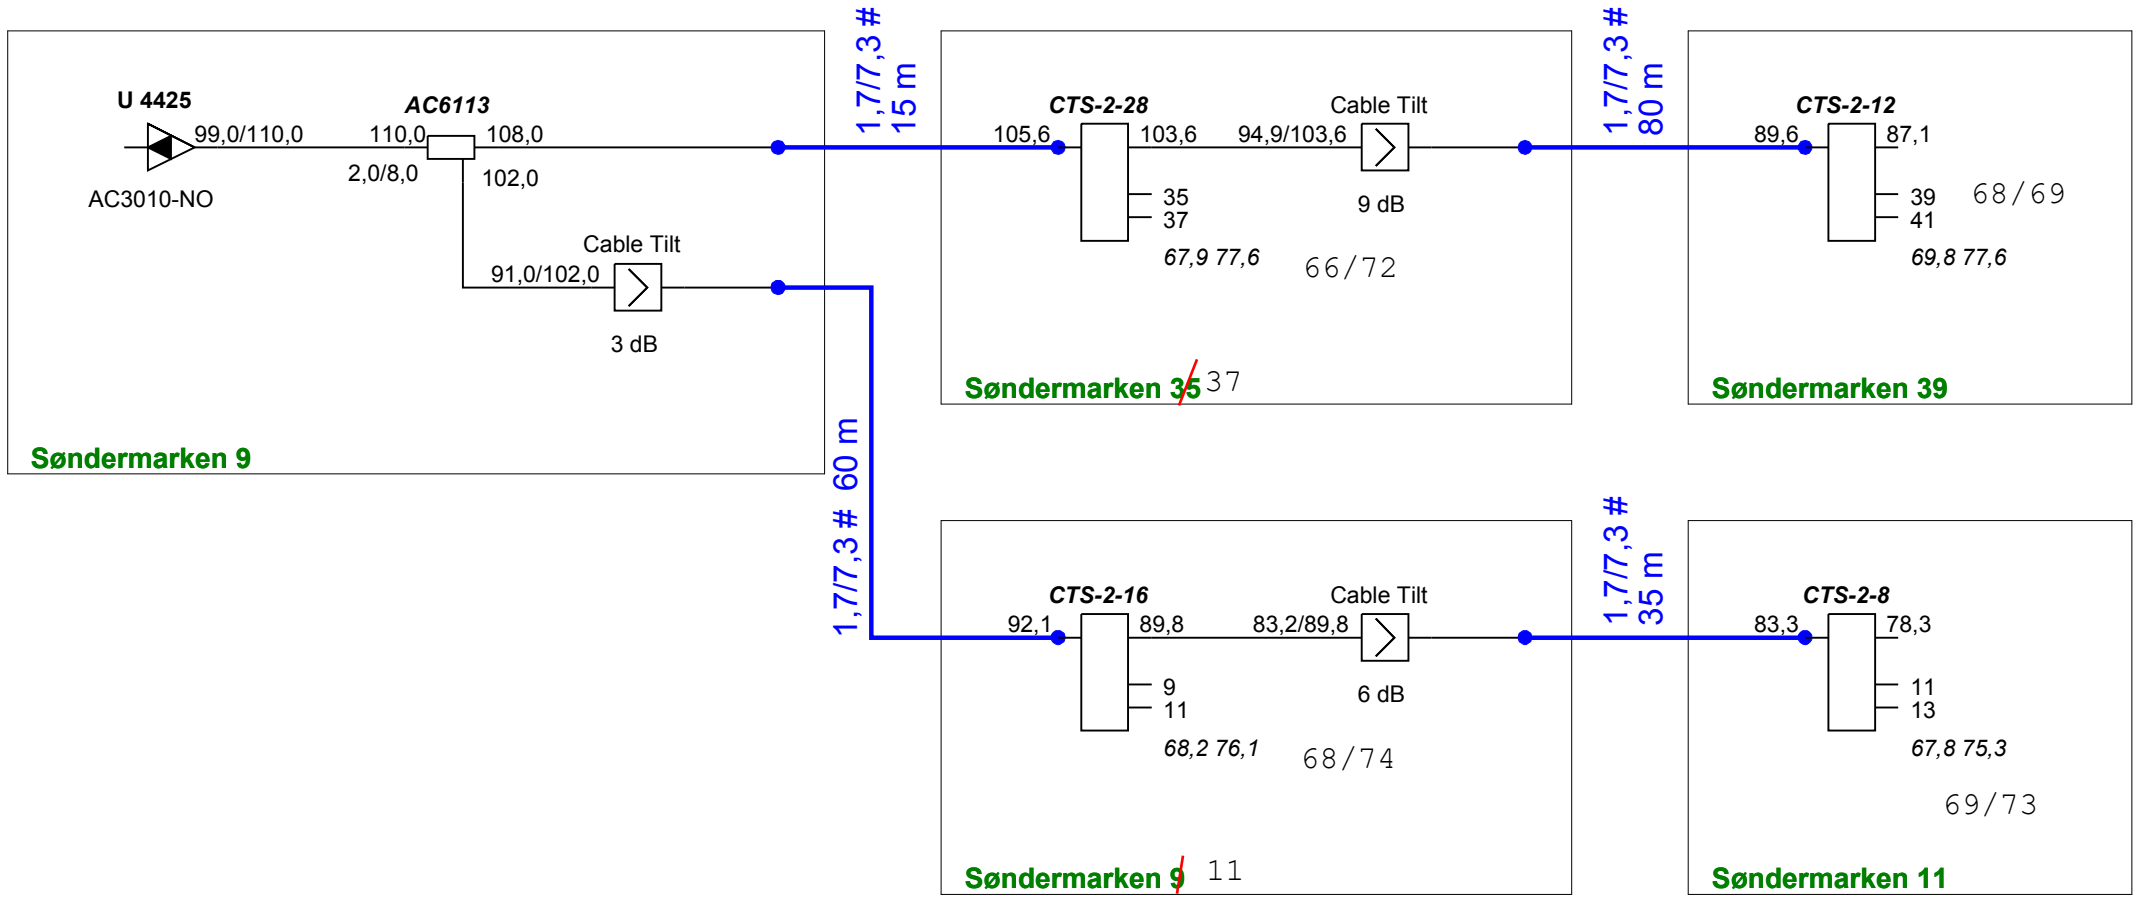 U 4425
99,0/110,0
AC3010-NO
AC6113
110,0
108,0
2,0/8,0
102,0
Cable Tilt
91,0/102,0
3 dB
Søndermarken 9
1,7/7,3 #
15 m
CTS-2-28
105,6
103,6
35
37
67,9 77,6
66/72
Cable Tilt
94,9/103,6
9 dB
Søndermarken 35
37
1,7/7,3 #
80 m
CTS-2-12
89,6
87,1
39
41
68/69
69,8 77,6
Søndermarken 39
1,7/7,3 # 60 m
CTS-2-16
92,1
89,8
9
11
68,2 76,1
68/74
Cable Tilt
83,2/89,8
6 dB
Søndermarken 9
11
1,7/7,3 #
35 m
CTS-2-8
83,3
78,3
11
13
67,8 75,3
69/73
Søndermarken 11